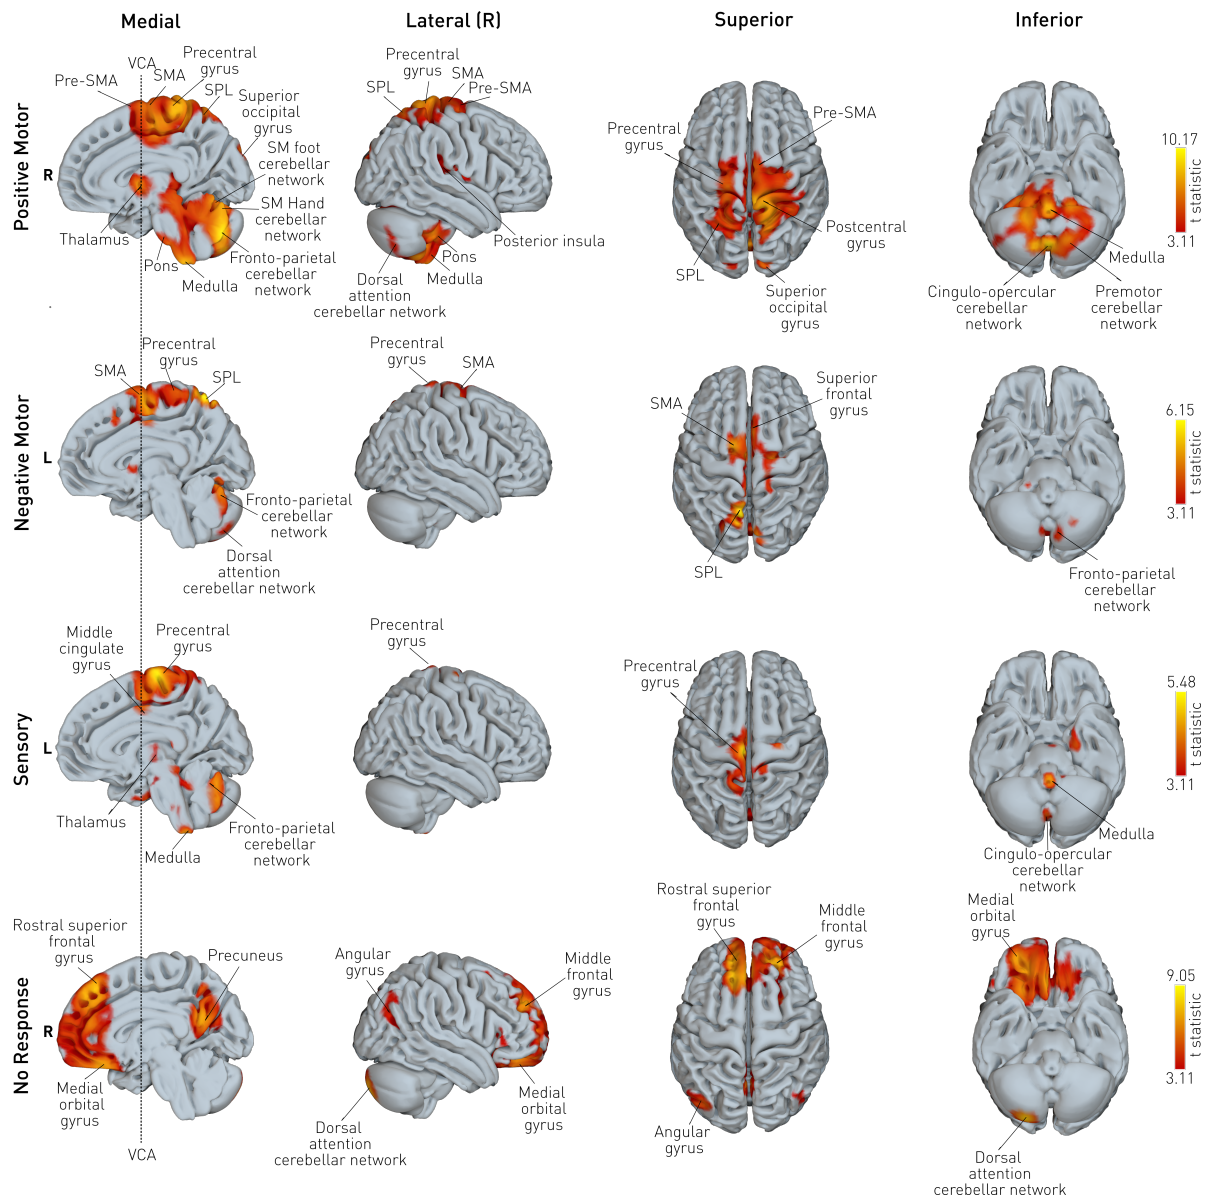 Medial
Lateral (R)
Superior
Inferior
Positive Motor
R
VCA
Pre-SMA
SMA
Precentral
gyrus
SPL
Superior
occipital
gyrus
SM foot
cerebellar
network
SM Hand
cerebellar
network
Fronto-parietal
cerebellar
network
Thalamus
Pons
Medulla
Precentral
gyrus
SMA
Pre-SMA
SPL
Posterior insula
Pons
Medulla
Dorsal
attention
cerebellar network
Pre-SMA
Precentral
gyrus
Postcentral
gyrus
SPL
Superior
occipital
gyrus
Medulla
Cingulo-opercular
cerebellar
network
Premotor
cerebellar
network
10.17
t statistic
3.11
Negative Motor
L
Precentral
gyrus
SMA
SPL
Fronto-parietal
cerebellar
network
Dorsal
attention
cerebellar network
Precentral
gyrus
SMA
Superior
frontal
gyrus
SMA
SPL
Fronto-parietal
cerebellar
network
6.15
t statistic
3.11
Sensory
L
Middle
cingulate
gyrus
Precentral
gyrus
Thalamus
Medulla
Fronto-parietal
cerebellar
network
Precentral
gyrus
Precentral
gyrus
Medulla
Cingulo-opercular
cerebellar
network
5.48
t statistic
3.11
No Response
R
Rostral superior
frontal
gyrus
Precuneus
Medial
orbital
gyrus
VCA
Angular
gyrus
Middle
frontal
gyrus
Medial
orbital
gyrus
Dorsal
attention
cerebellar network
Rostral superior
frontal
gyrus
Middle
frontal
gyrus
Angular
gyrus
Medial
orbital
gyrus
Dorsal
attention
cerebellar network
9.05
t statistic
3.11